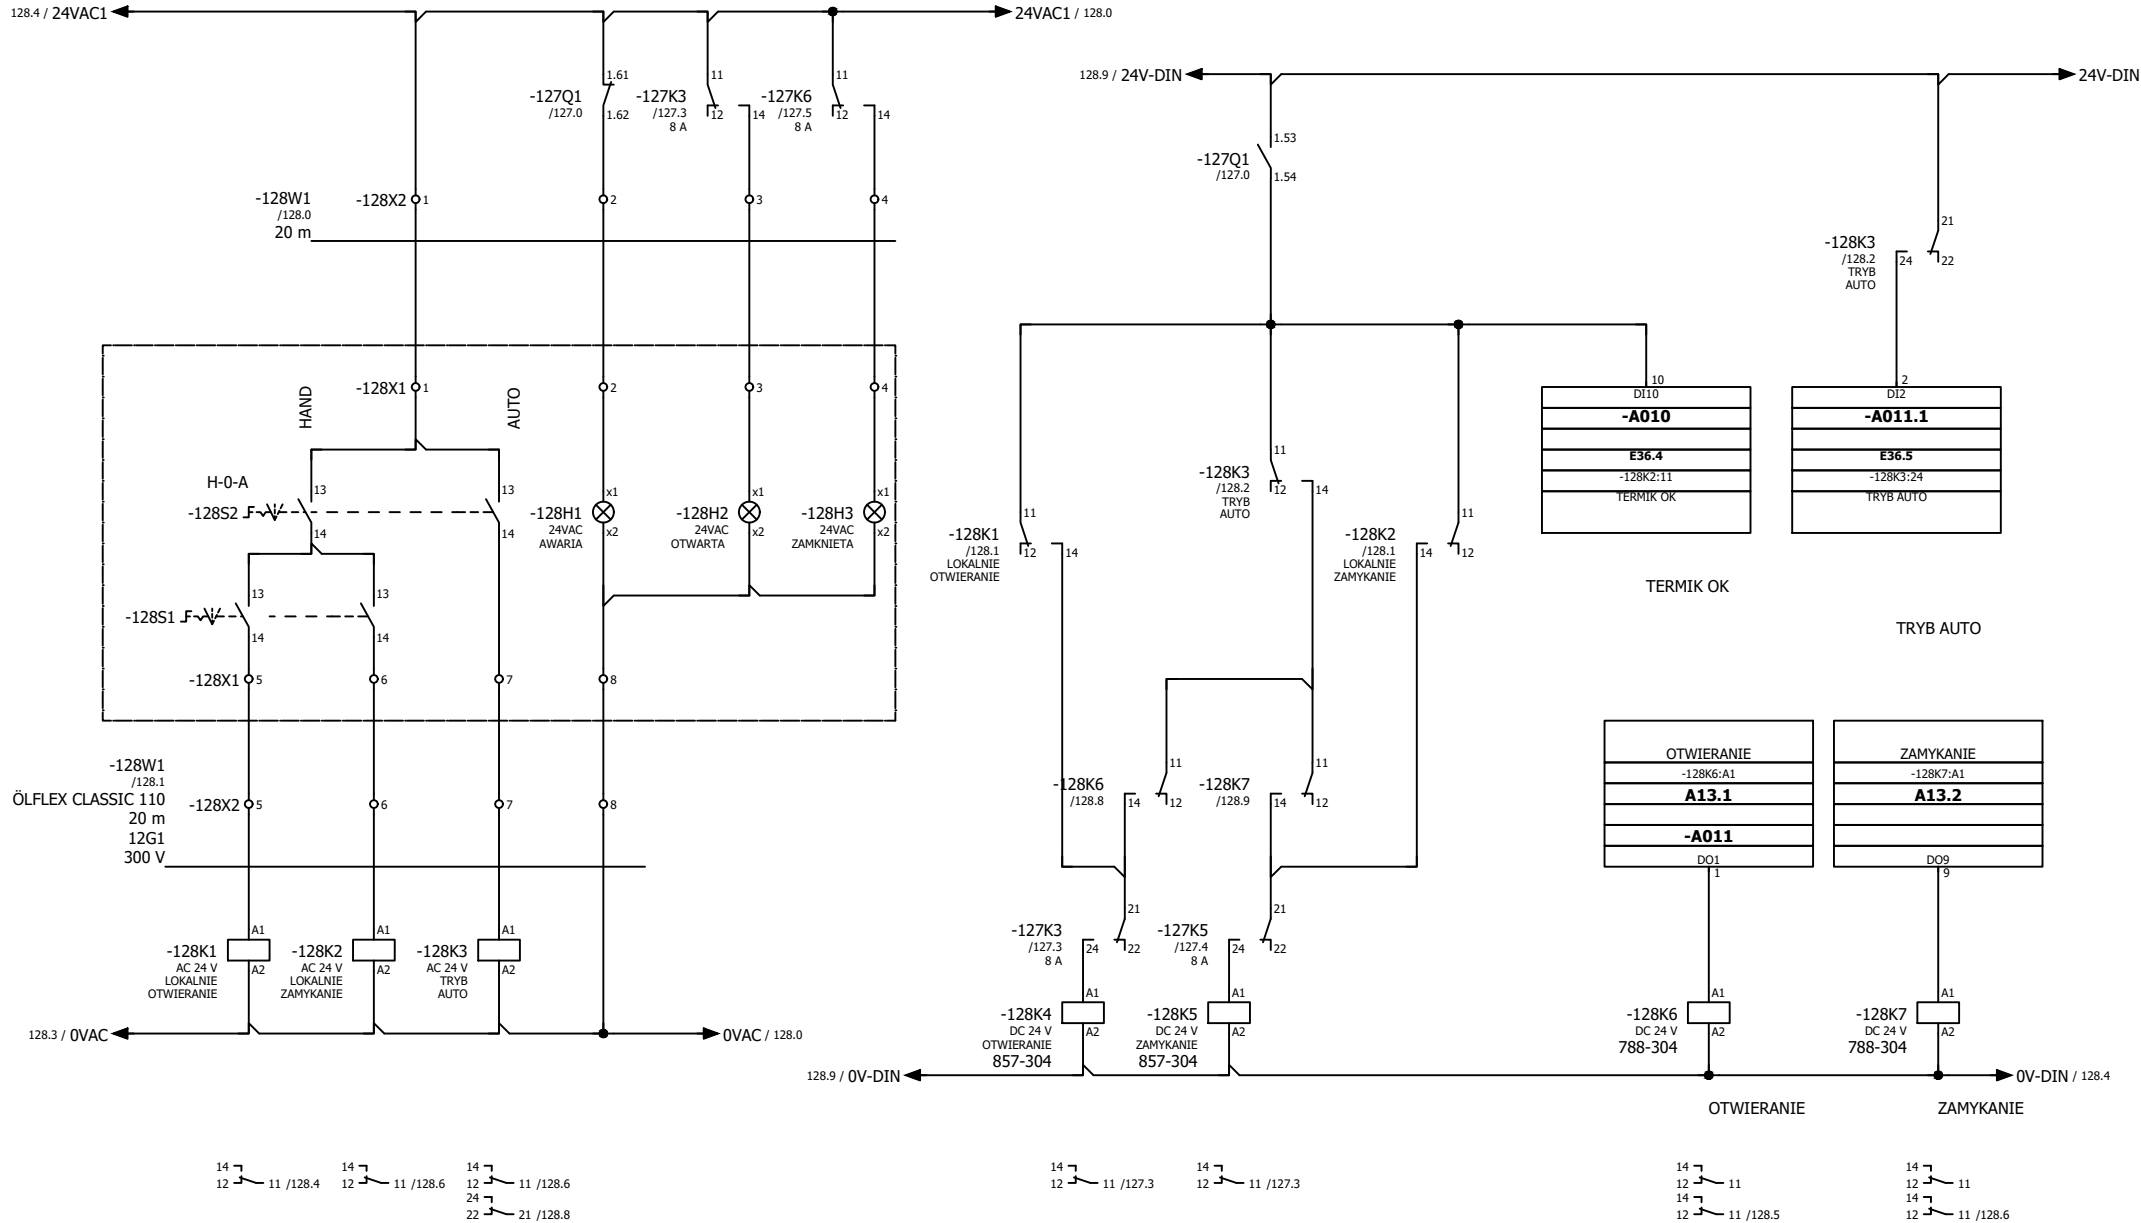 128.4 / 24VAC1
24VAC1 / 128.0
128.9 / 24V-DIN
24V-DIN
-127Q1
/127.0
1.61
1.62
-127K3
/127.3
8 A
11
12
14
-127K6
/127.5
8 A
11
12
14
-127Q1
/127.0
1.53
1.54
-128W1
/128.0
20 m
-128X2
1
2
3
4
-128K3
/128.2
TRYB
AUTO
21
24
22
HAND
AUTO
-128X1
1
2
3
4
H-0-A
-128S2
13
14
13
14
-128H1
24VAC
AWARIA
x1
x2
-128H2
24VAC
OTWARTA
x1
x2
-128H3
24VAC
ZAMKNIETA
x1
x2
-128S1
13
14
13
14
-128X1
5
6
7
8
-128K1
/128.1
LOKALNIE
OTWIERANIE
11
12
14
-128K3
/128.2
TRYB
AUTO
11
12
14
-128K2
/128.1
LOKALNIE
ZAMYKANIE
11
14
12
10
DI10
-A010
E36.4
-128K2:11
TERMIK OK
2
DI2
-A011.1
E36.5
-128K3:24
TRYB AUTO
TERMIK OK
TRYB AUTO
-128W1
/128.1
ÖLFLEX CLASSIC 110
20 m
12G1
300 V
-128X2
5
6
7
8
-128K6
/128.8
11
14
12
-128K7
/128.9
11
14
12
OTWIERANIE
-128K6:A1
A13.1
-A011
DO1
1
ZAMYKANIE
-128K7:A1
A13.2
DO9
9
-127K3
/127.3
8 A
21
24
22
-127K5
/127.4
8 A
21
24
22
-128K1
AC 24 V
LOKALNIE
OTWIERANIE
A1
A2
-128K2
AC 24 V
LOKALNIE
ZAMYKANIE
A1
A2
-128K3
AC 24 V
TRYB
AUTO
A1
A2
-128K4
DC 24 V
OTWIERANIE
857-304
A1
A2
-128K5
DC 24 V
ZAMYKANIE
857-304
A1
A2
-128K6
DC 24 V
788-304
A1
A2
-128K7
DC 24 V
788-304
A1
A2
128.3 / 0VAC
0VAC / 128.0
128.9 / 0V-DIN
0V-DIN / 128.4
OTWIERANIE
ZAMYKANIE
14
12 11 /128.4
14
12 11 /128.6
14
12 11 /128.6
24
22 21 /128.8
14
12 11 /127.3
14
12 11 /127.3
14
12 11
14
12 11 /128.5
14
12 11
14
12 11 /128.6